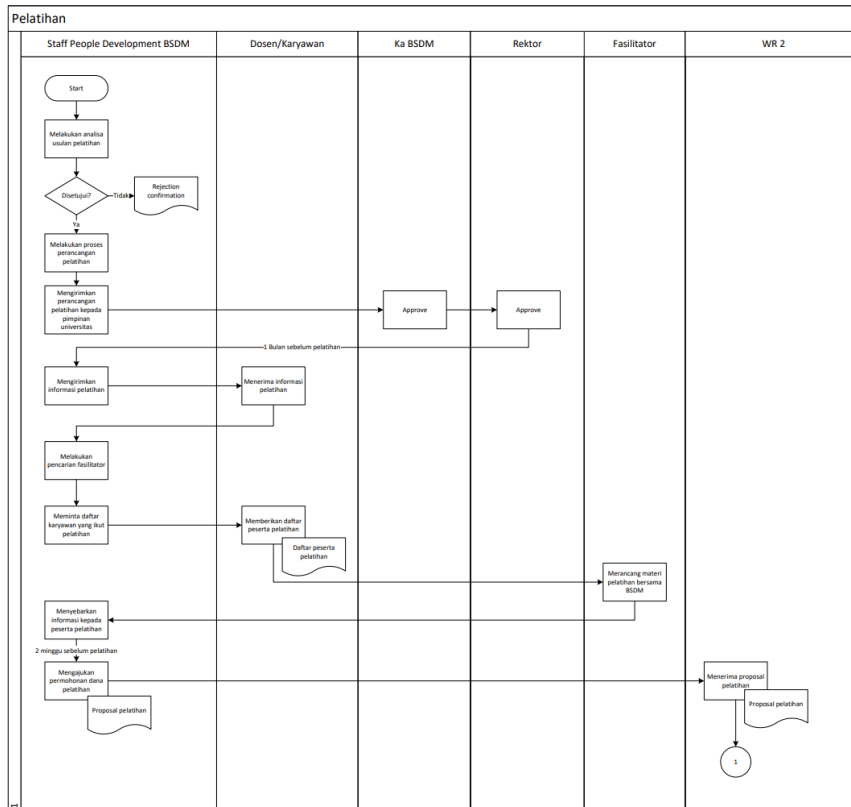 Pelatihan
Staff People Development BSDM
Dosen/Karyawan
Ka BSDM
Rektor
Fasilitator
WR 2
Start
Melakukan analisa
usulan pelatihan
Disetujui?
Tidak
Rejection
confirmation
Ya
Melakukan proses
perancangan
pelatihan
Mengirimkan
perancangan
pelatihan kepada
pimpinan
universitas
Approve
Approve
1 Bulan sebelum pelatihan
Mengirimkan
informasi pelatihan
Menerima informasi
pelatihan
Melakukan
pencarian fasilitator
Meminta daftar
karyawan yang ikut
pelatihan
Memberikan daftar
peserta pelatihan
Daftar peserta
pelatihan
Merancang materi
pelatihan bersama
BSDM
Menyebarkan
informasi kepada
peserta pelatihan
2 minggu sebelum pelatihan
Mengajukan
permohonan dana
pelatihan
Proposal pelatihan
Menerima proposal
pelatihan
Proposal pelatihan
1